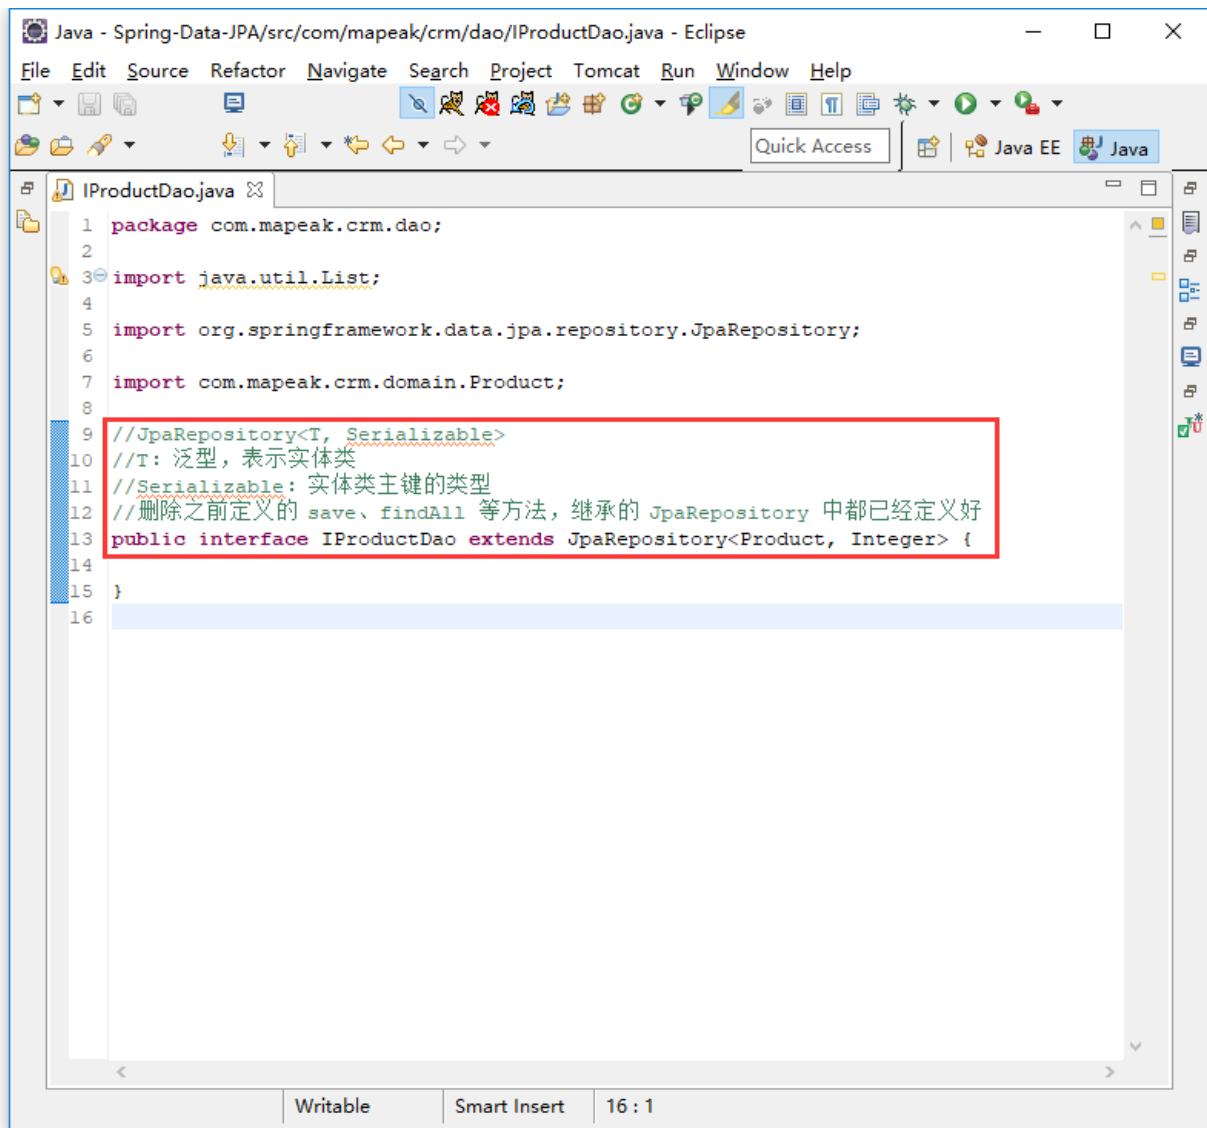 Java - Spring-Data-JPA/src/com/mapeak/crm/dao/IProductDao.java - Eclipse
File Edit Source Refactor Navigate Search Project Tomcat Run Window Help
Quick Access Java EE Java
IProductDao.java
1 package com.mapeak.crm.dao;
2
3 import java.util.List;
4
5 import org.springframework.data.jpa.repository.JpaRepository;
6
7 import com.mapeak.crm.domain.Product;
8
9 //JpaRepository<T, Serializable>
10 //T: 泛型，表示实体类
11 //Serializable: 实体类主键的类型
12 //删除之前定义的 save、findAll 等方法，继承的 JpaRepository 中都已经定义好
13 public interface IProductDao extends JpaRepository<Product, Integer> {
14
15 }
16
Writable Smart Insert 16 : 1